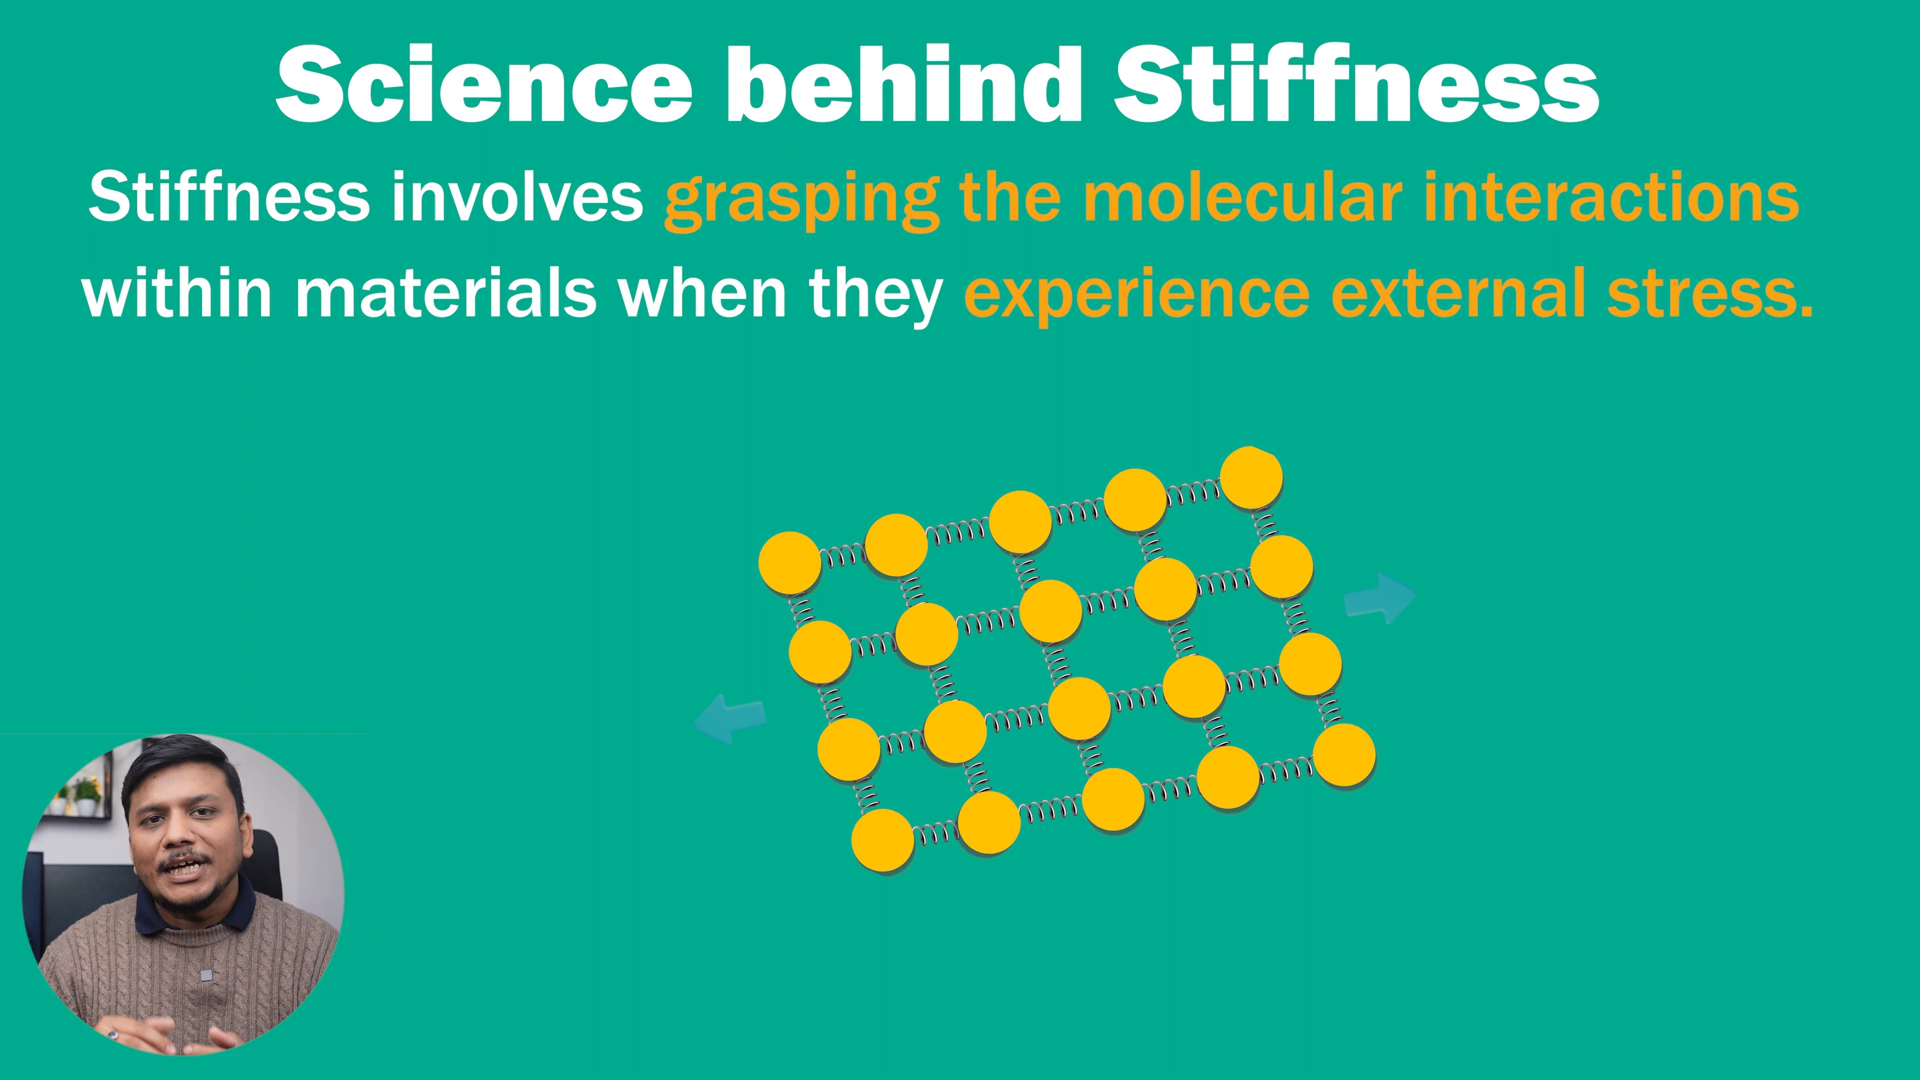 Science behind Stiffness
Stiffness involves grasping the molecular interactions
within materials when they experience external stress.